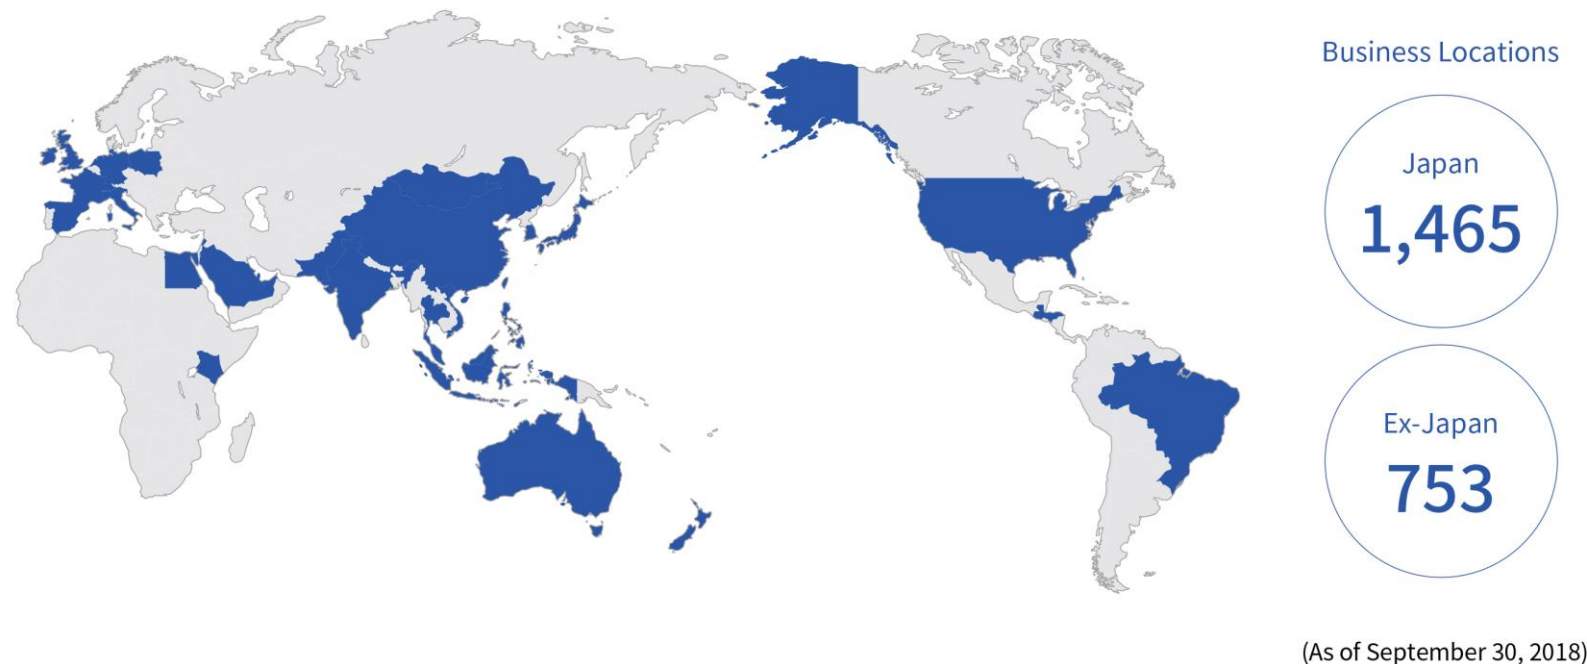 Business Locations
Japan
1,465
Ex-Japan
753
(As of September 30, 2018)